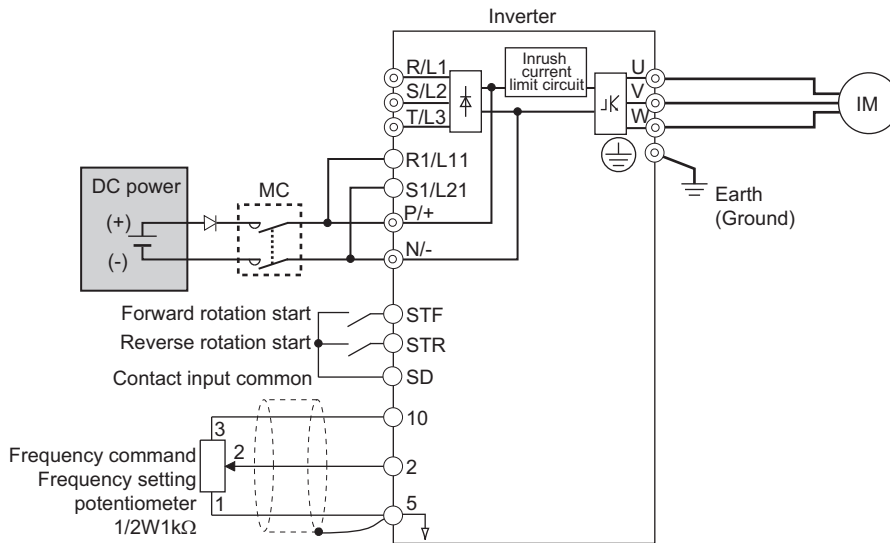 Inverter
R/L1
S/L2
T/L3
Inrush
current
limit circuit
U
V
W
IM
R1/L11
S1/L21
P/+
N/-
DC power
(+)
(-)
MC
Earth
(Ground)
Forward rotation start
STF
Reverse rotation start
STR
Contact input common
SD
3
10
Frequency command
2
2
Frequency setting
potentiometer
1
5
1/2W1kΩ